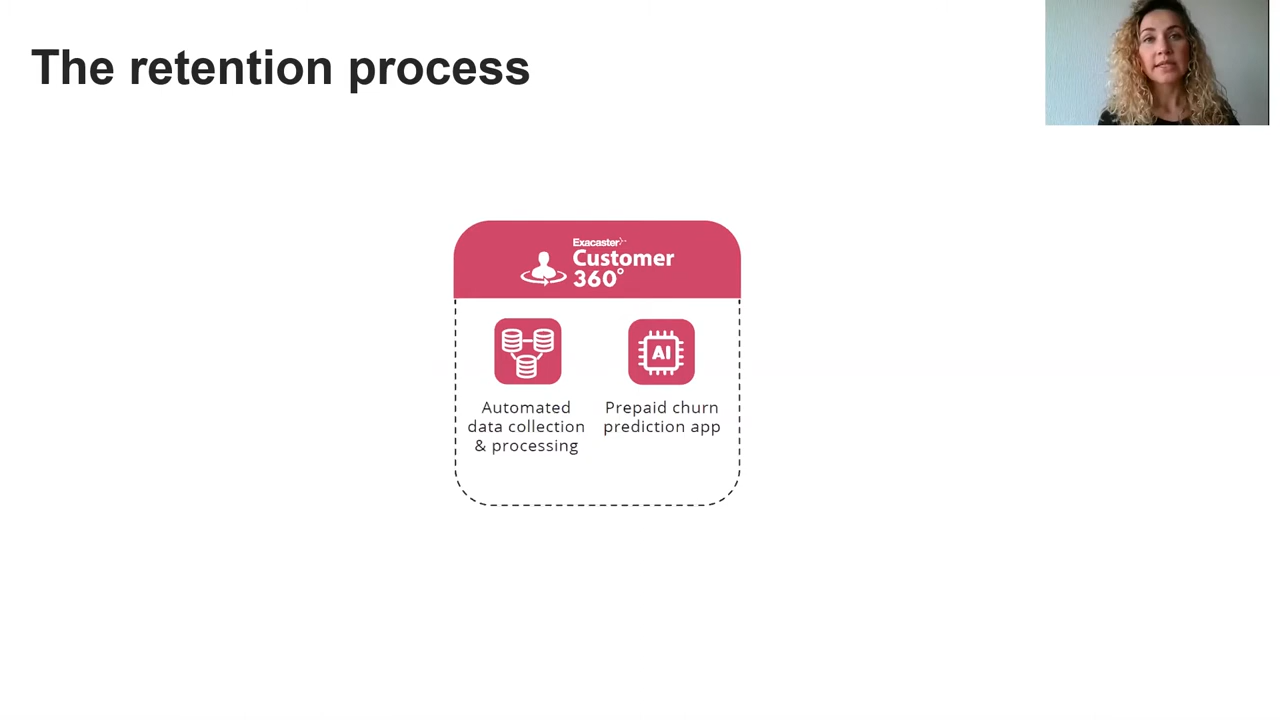 The retention process
Exacaster
Customer
360°
AI
Automated
data collection
& processing
Prepaid churn
prediction app